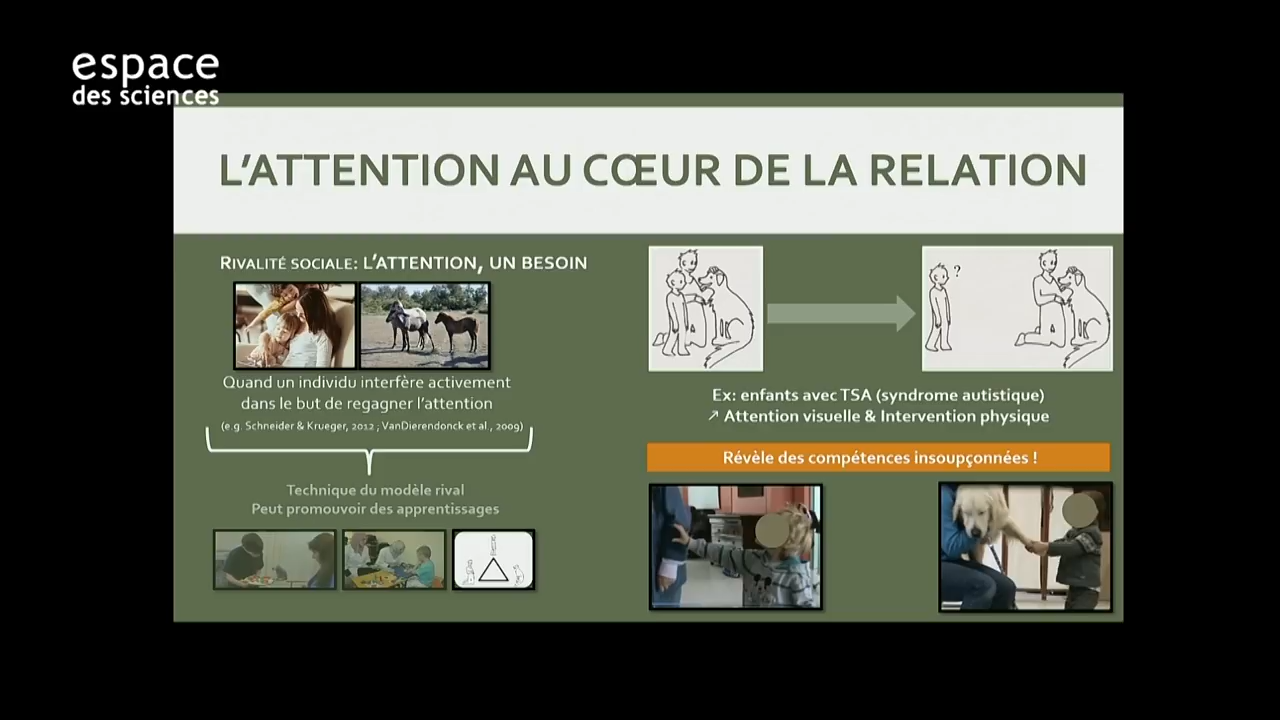 espace
des sciences
L'ATTENTION AU CŒUR DE LA RELATION
RIVALITÉ SOCIALE: L'ATTENTION, UN BESOIN
Quand un individu interfère activement
dans le but de regagner l'attention
(e.g. Schneider & Krueger, 2012 ; VanDierendonck et al., 2009)
Technique du modèle rival
Peut promouvoir des apprentissages
?
Ex: enfants avec TSA (syndrome autistique)
↗ Attention visuelle & Intervention physique
Révèle des compétences insoupçonnées !